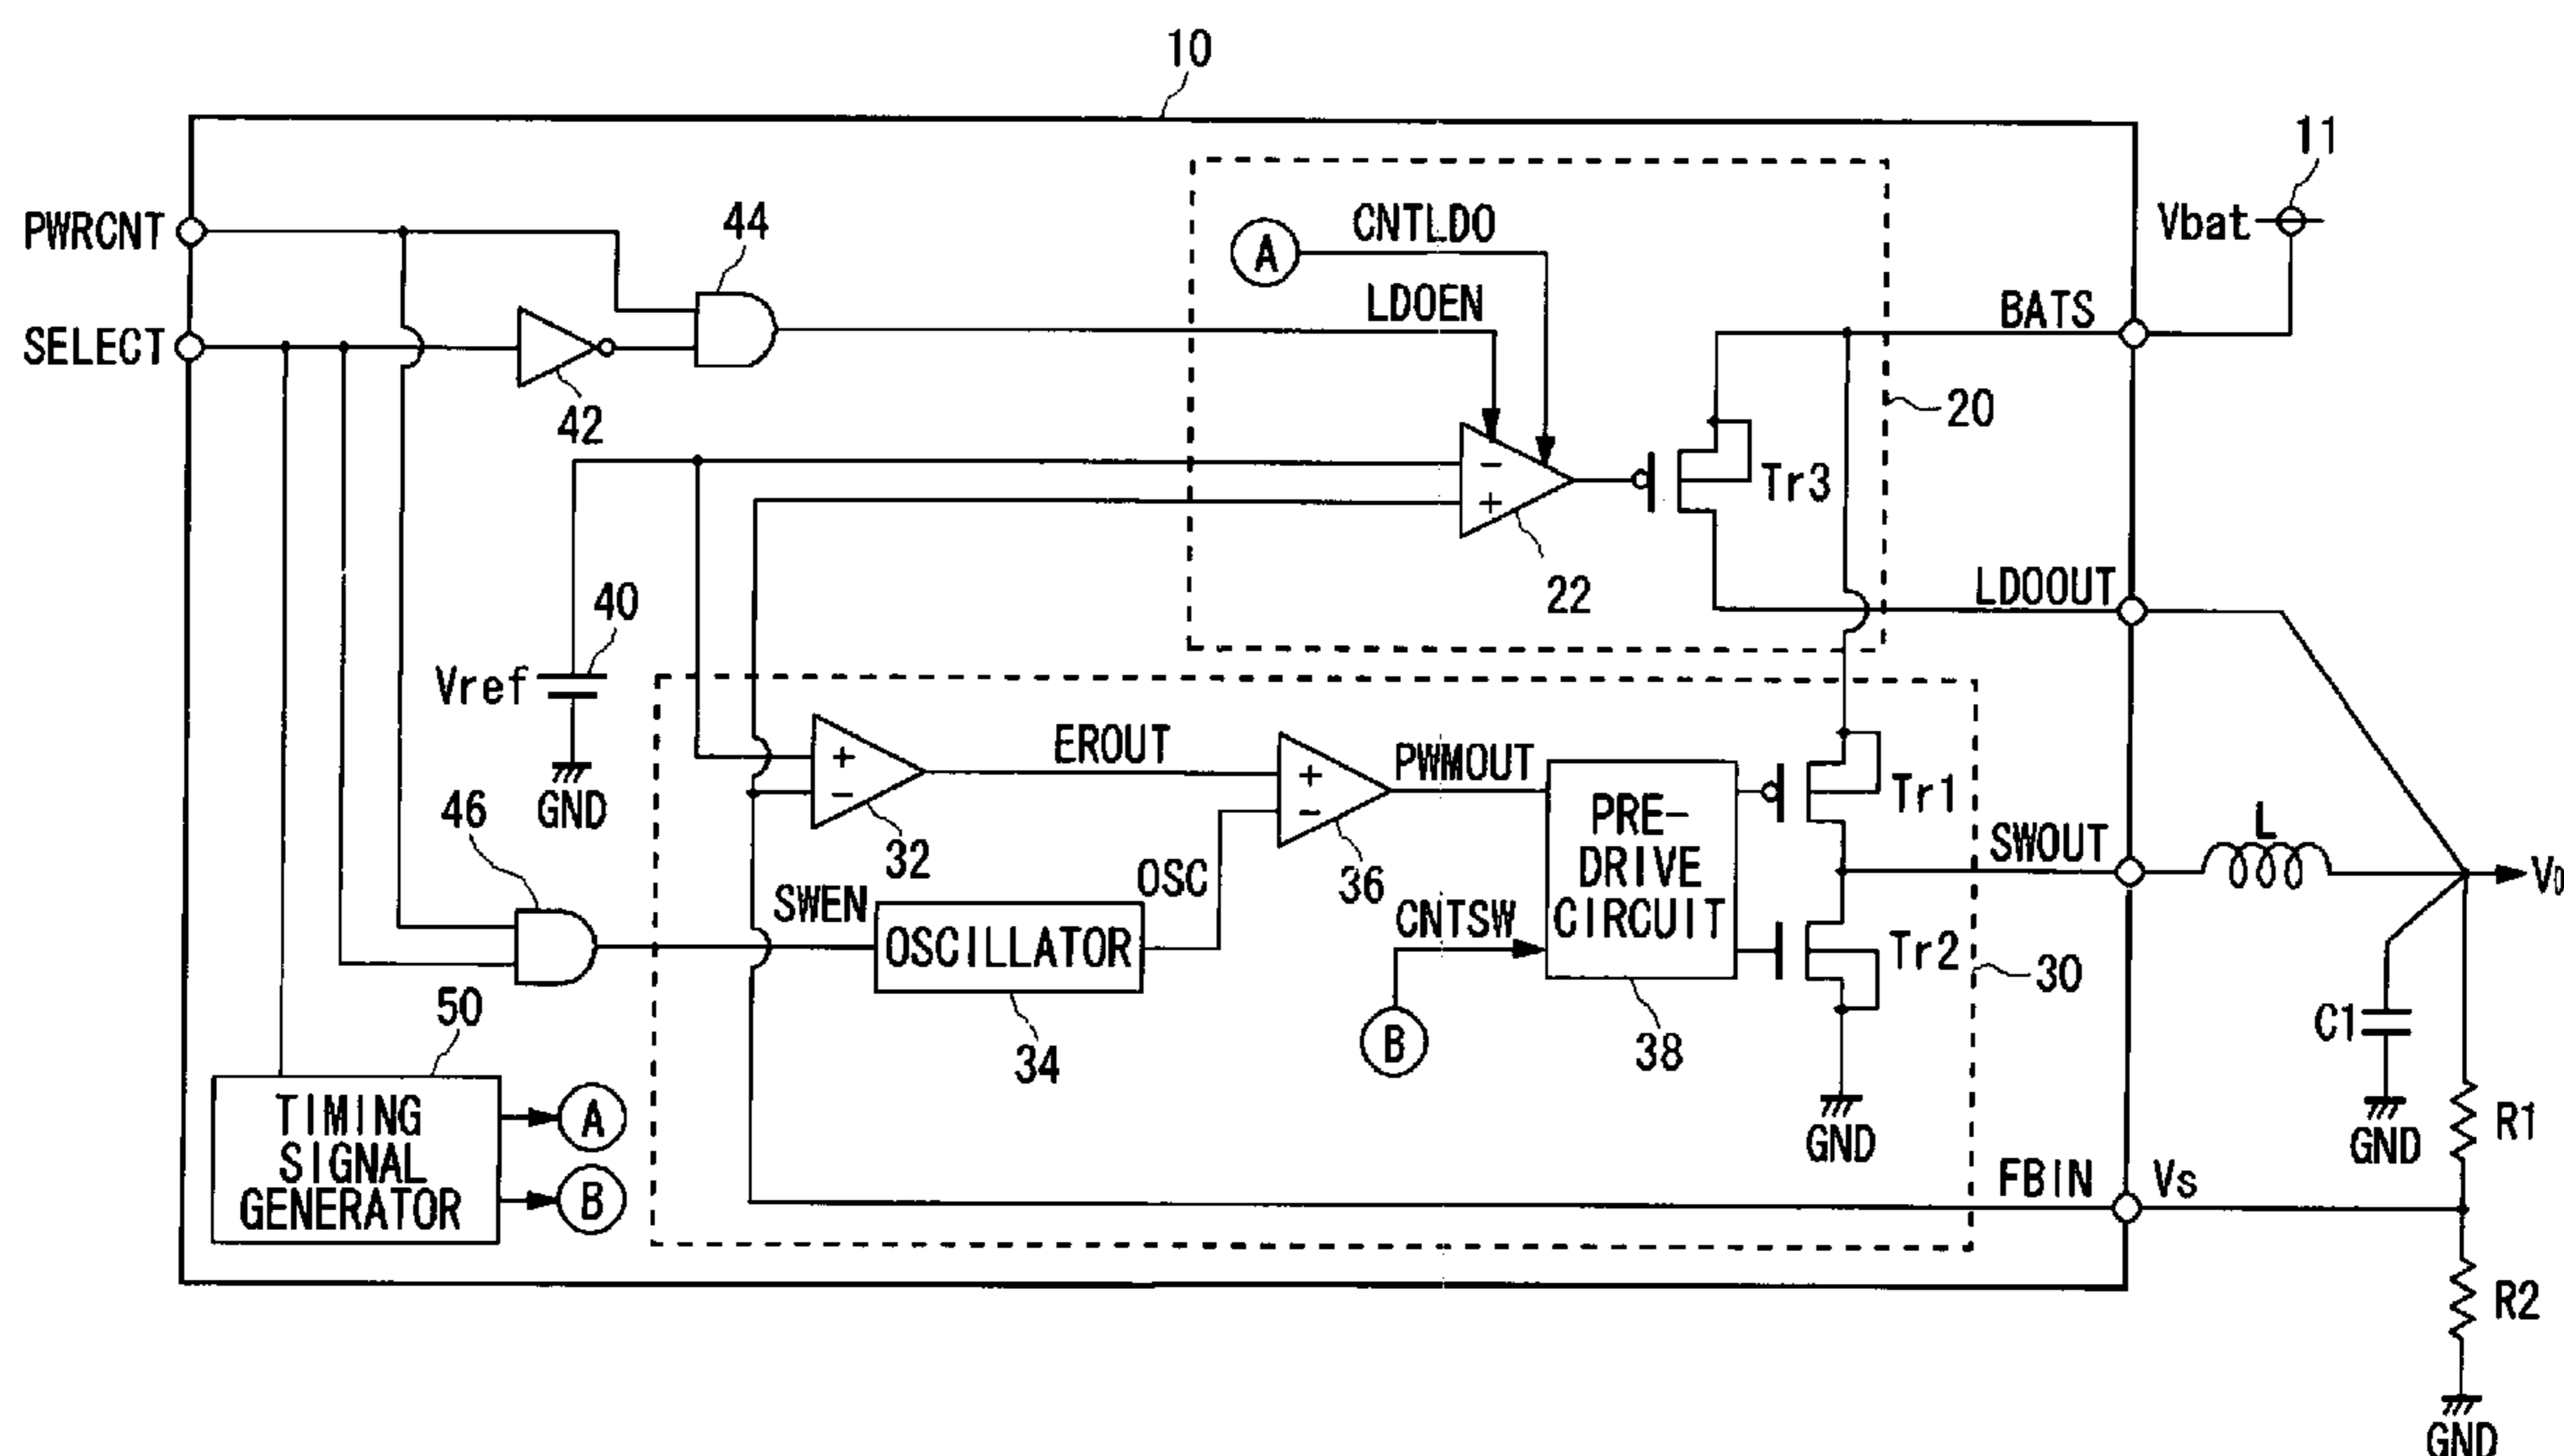 10
11
Vbat
PWRCNT
44
A
CNTLDO
LDOEN
BATS
SELECT
42
20
-
+
Tr3
22
LDOOUT
40
Vref
GND
+
-
32
EROUT
+
-
36
PWMOUT
PRE-
DRIVE
CIRCUIT
Tr1
SWOUT
L
V0
46
SWEN
OSCILLATOR
34
OSC
CNTSW
B
38
Tr2
30
GND
C1
GND
R1
50
TIMING
SIGNAL
GENERATOR
A
B
FBIN
Vs
R2
GND